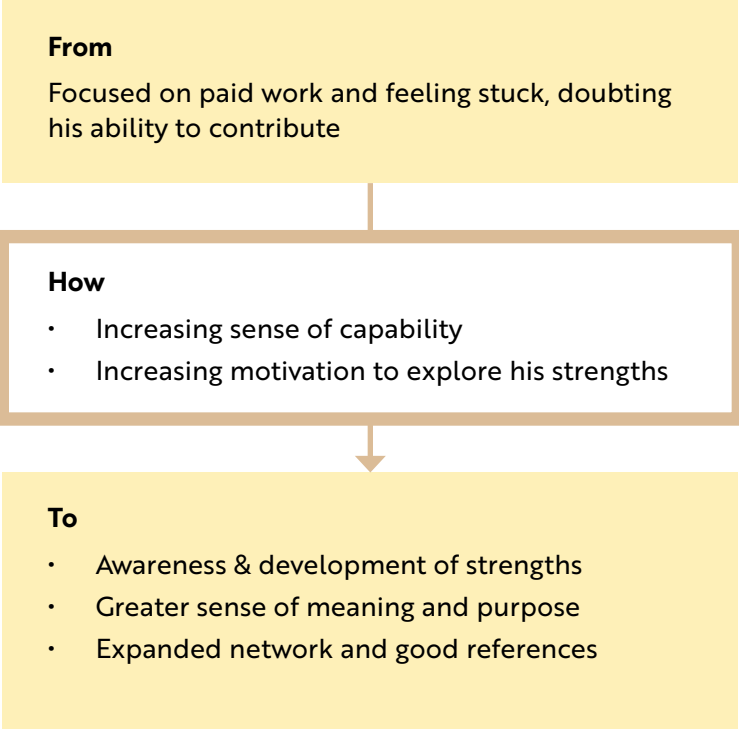 From
Focused on paid work and feeling stuck, doubting
his ability to contribute
How
• Increasing sense of capability
• Increasing motivation to explore his strengths
To
• Awareness & development of strengths
• Greater sense of meaning and purpose
• Expanded network and good references